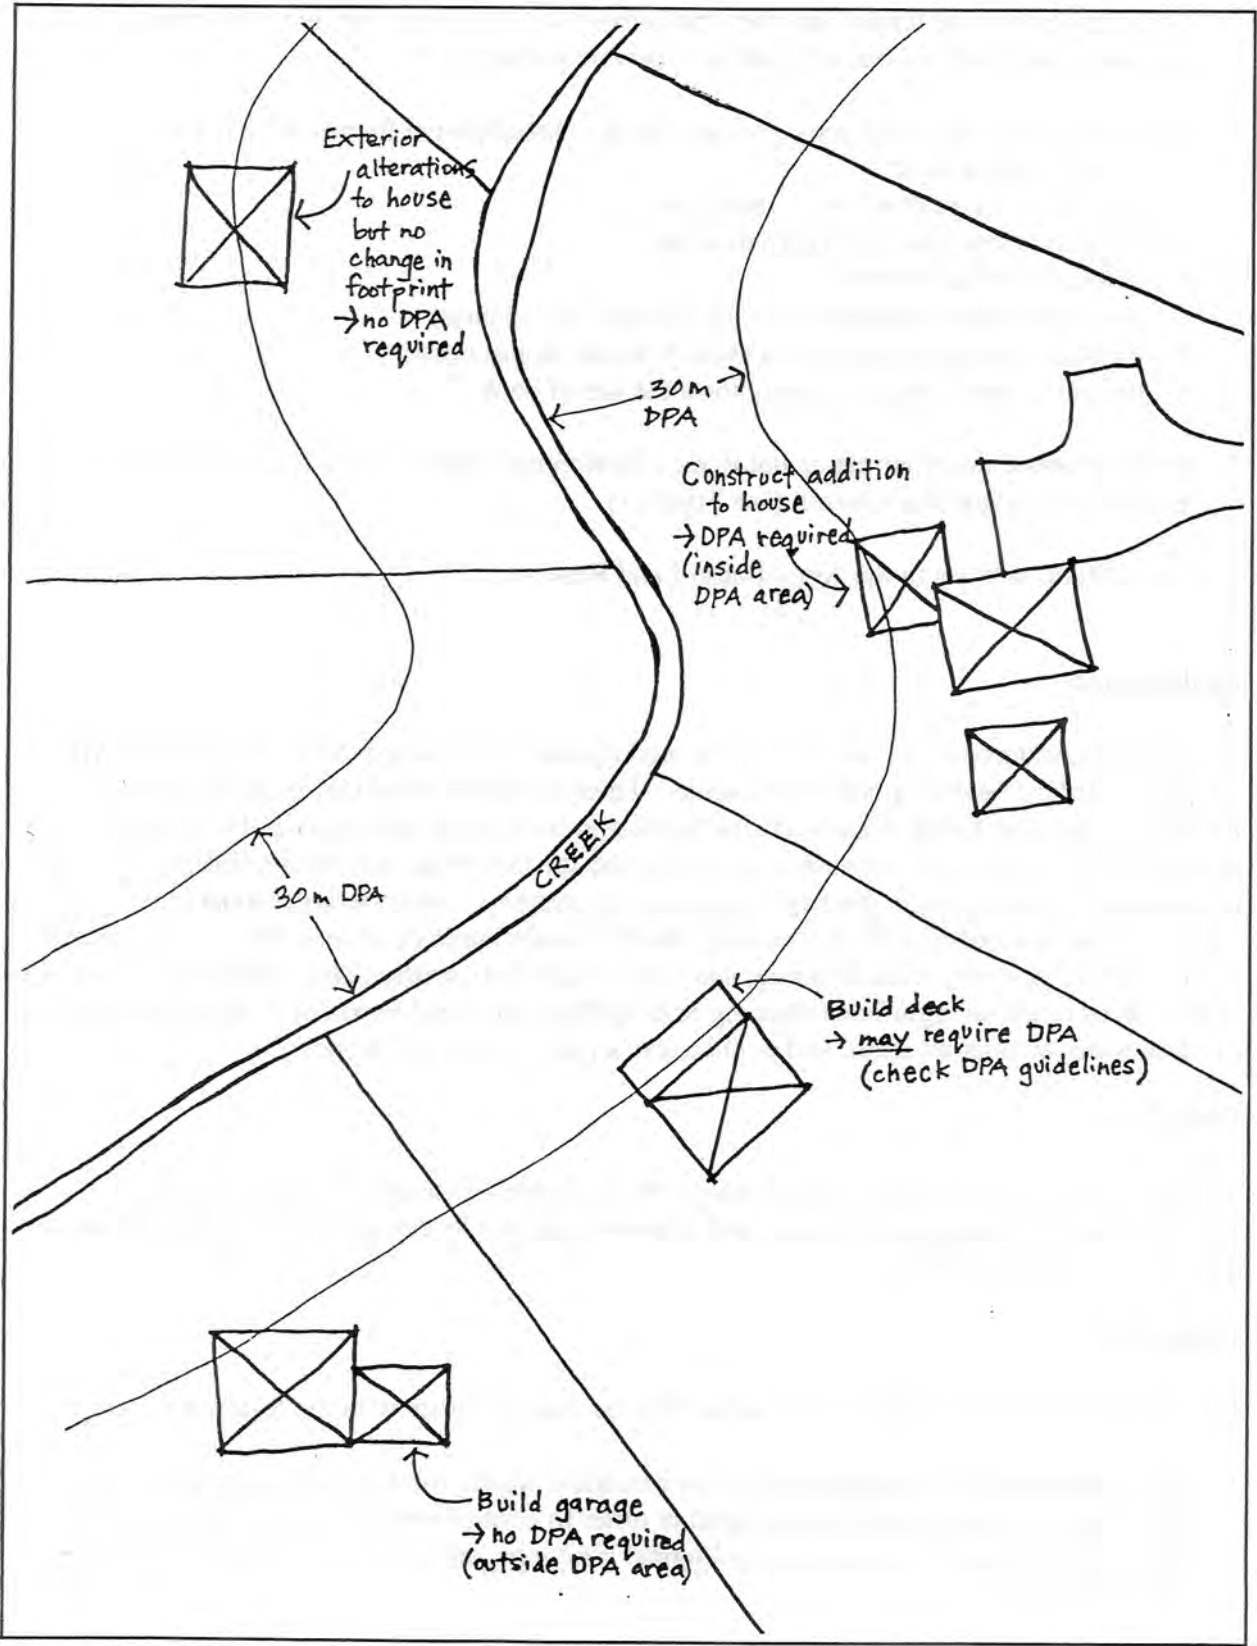 Exterior
alterations
to house
but no
change in
footprint
→ no DPA
required
30m
DPA
Construct addition
to house
→ DPA required
(inside
DPA area)
CREEK
30m DPA
Build deck
→ may require DPA
(check DPA guidelines)
Build garage
→ no DPA required
(outside DPA area)